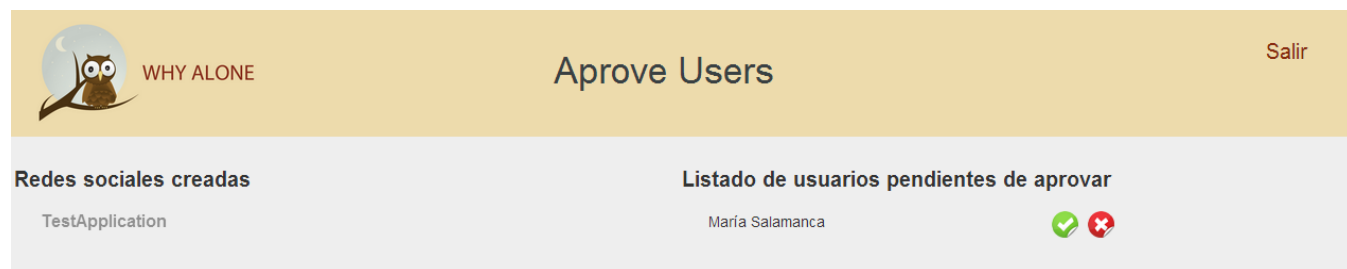 WHY ALONE
Aprove Users
Salir
Redes sociales creadas
TestApplication
Listado de usuarios pendientes de aprovar
María Salamanca